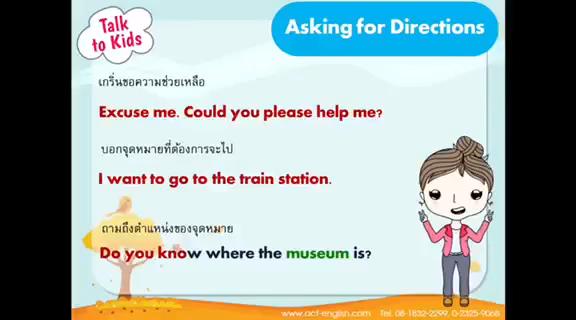 Talk
to Kids
Asking for Directions
เกริ่นขอความช่วยเหลือ
Excuse me. Could you please help me?
บอกจุดหมายที่ต้องการจะไป
I want to go to the train station.
ถามถึงตำแหน่งของจุดหมาย
Do you know where the museum is?
www.act-english.com Tel. 08-1832-2299, 0-2325-9068